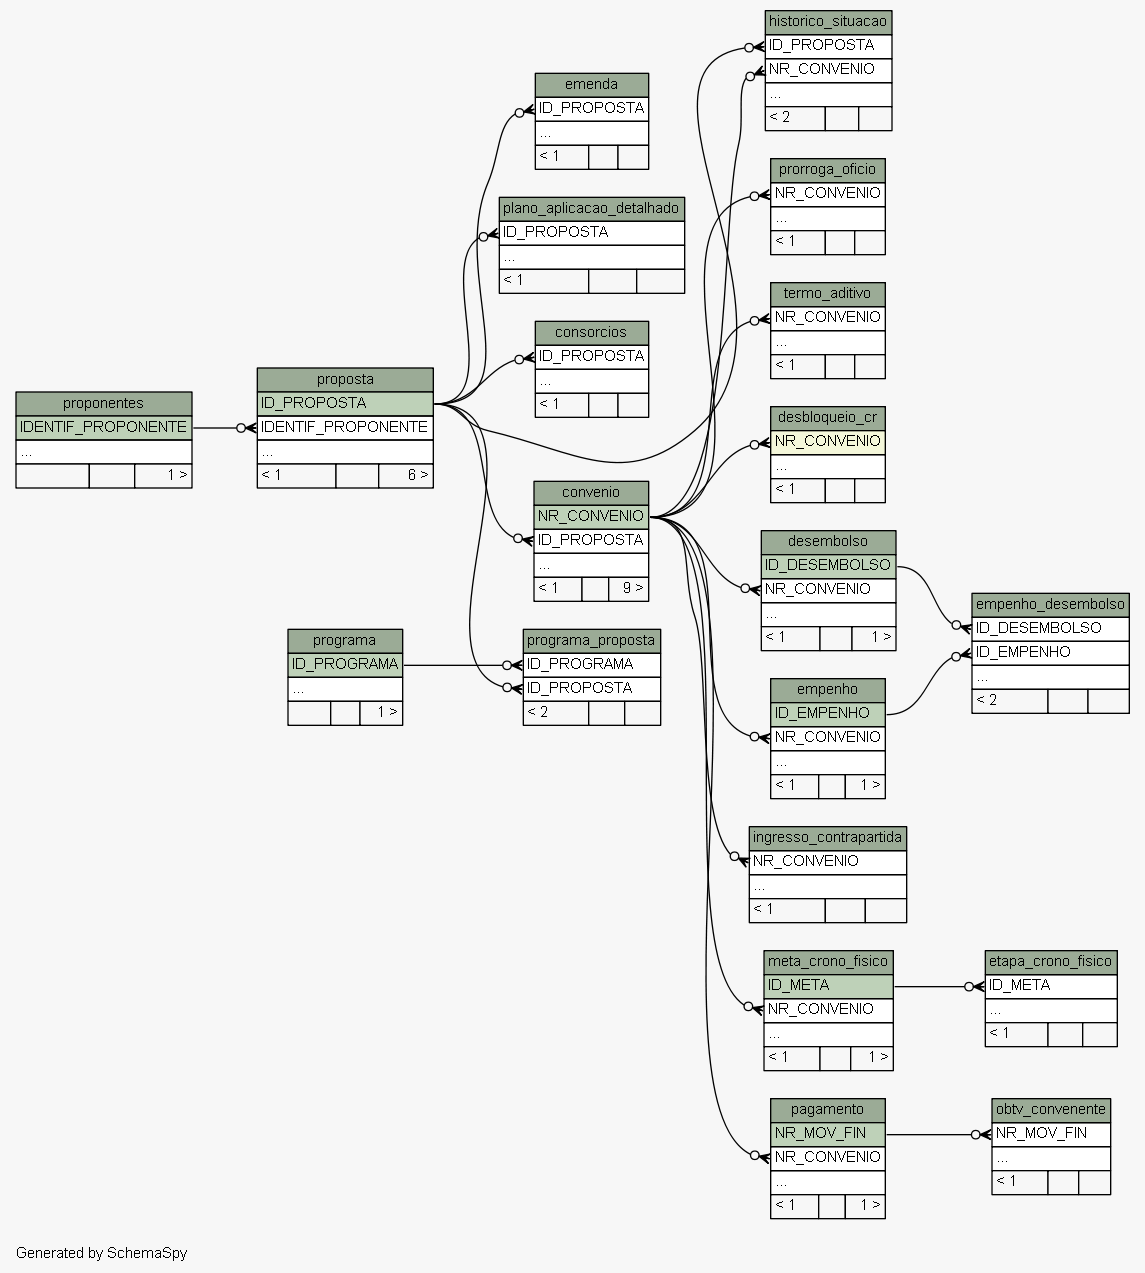 historico_situacao
ID_PROPOSTA
NR_CONVENIO
...
< 2
emenda
ID_PROPOSTA
...
< 1
prorroga_oficio
NR_CONVENIO
...
< 1
plano_aplicacao_detalhado
ID_PROPOSTA
...
< 1
termo_aditivo
NR_CONVENIO
...
< 1
consorcios
ID_PROPOSTA
...
< 1
proponentes
IDENTIF_PROPONENTE
...
1 >
proposta
ID_PROPOSTA
IDENTIF_PROPONENTE
...
< 1 6 >
desbloqueio_cr
NR_CONVENIO
...
< 1
convenio
NR_CONVENIO
ID_PROPOSTA
...
< 1 9 >
desembolso
ID_DESEMBOLSO
NR_CONVENIO
...
< 1 1 >
empenho_desembolso
ID_DESEMBOLSO
ID_EMPENHO
...
< 2
programa
ID_PROGRAMA
...
1 >
programa_proposta
ID_PROGRAMA
ID_PROPOSTA
< 2
empenho
ID_EMPENHO
NR_CONVENIO
...
< 1 1 >
ingresso_contrapartida
NR_CONVENIO
...
< 1
meta_crono_fisico
ID_META
NR_CONVENIO
...
< 1 1 >
etapa_crono_fisico
ID_META
...
< 1
pagamento
NR_MOV_FIN
NR_CONVENIO
...
< 1 1 >
obtv_convenente
NR_MOV_FIN
...
< 1
Generated by SchemaSpy